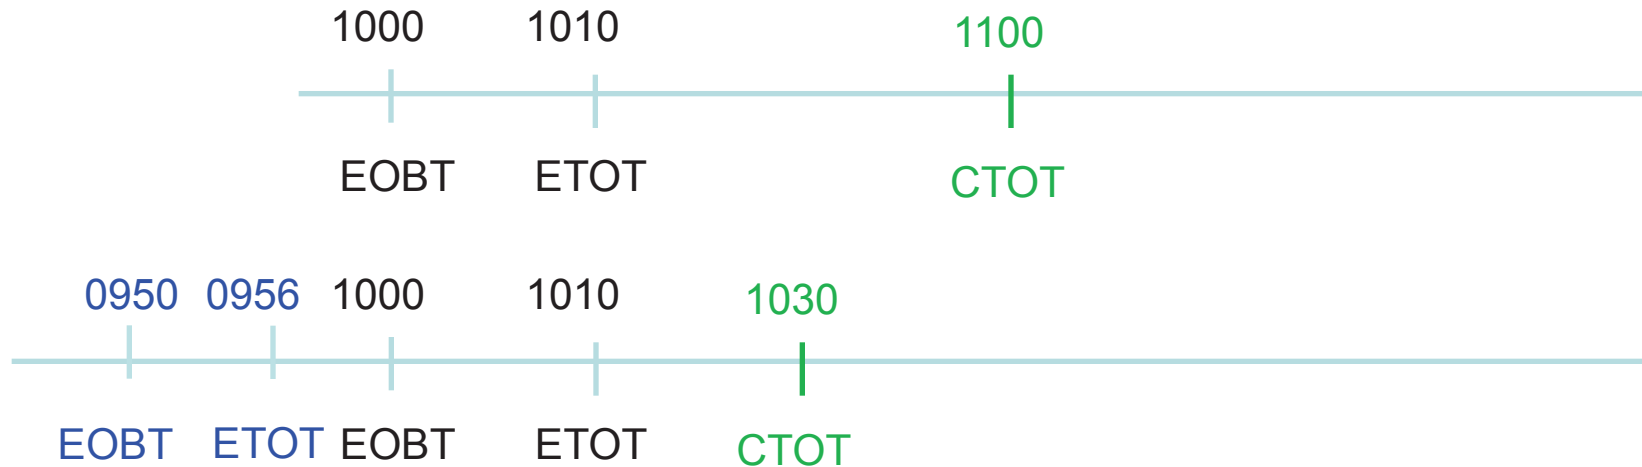 1000 1010 1100
EOBT ETOT CTOT
0950 0956 1000 1010 1030
EOBT ETOT EOBT ETOT CTOT